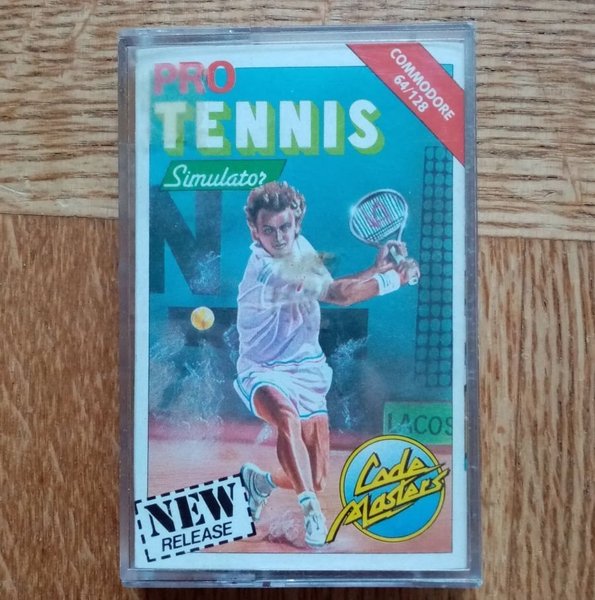 PRO
COMMODORE
64/128
TENNIS
Simulator
N
LACOS
Code
Masters
NEW
RELEASE